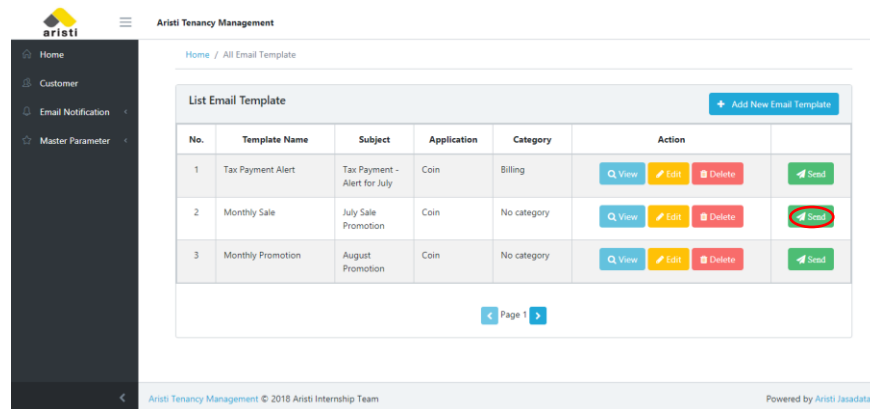 aristi
Aristi Tenancy Management
Home
Customer
Email Notification
Master Parameter
Home / All Email Template
List Email Template
Add New Email Template
No. Template Name Subject Application Category Action
1 Tax Payment Alert Tax Payment - Coin Billing View Edit Delete Send
Alert for July
2 Monthly Sale July Sale Coin No category View Edit Delete Send
Promotion
3 Monthly Promotion August Coin No category View Edit Delete Send
Promotion
Page 1
Aristi Tenancy Management © 2018 Aristi Internship Team
Powered by Aristi Jasadata